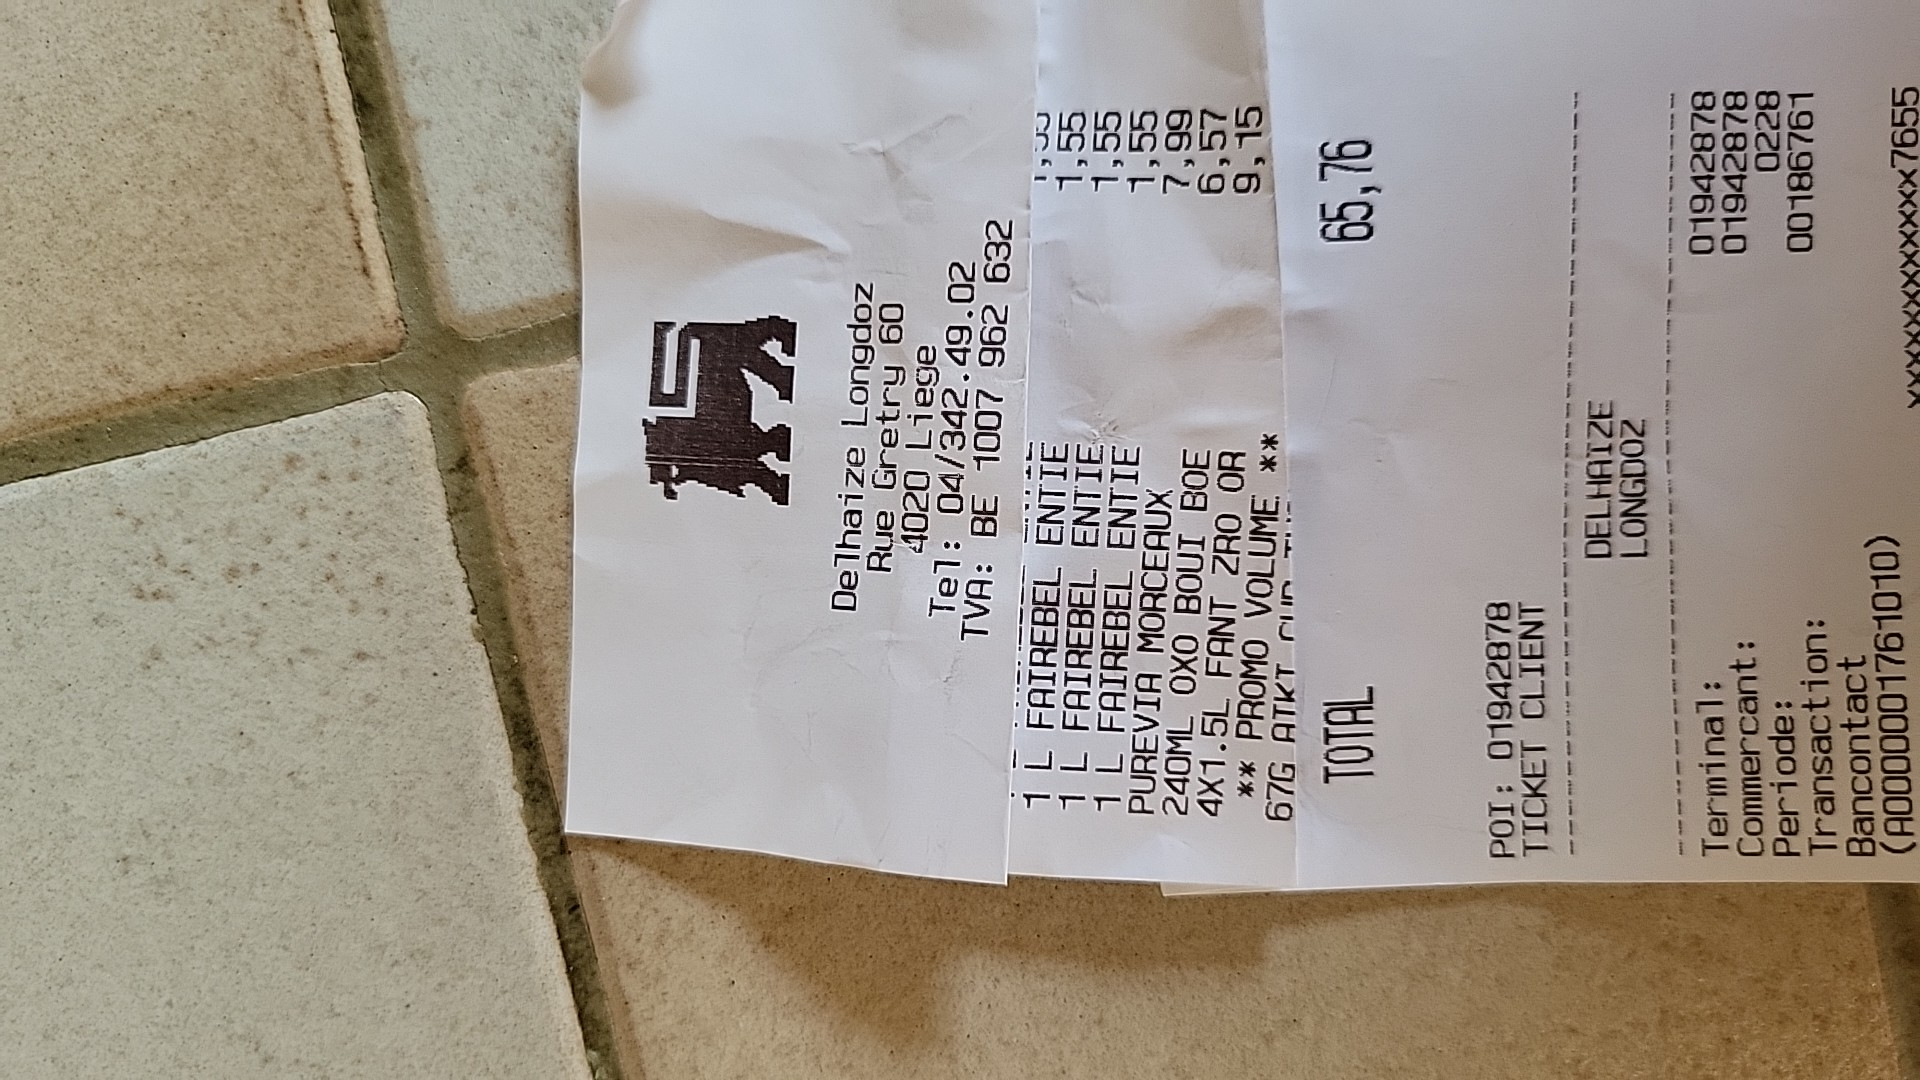 Delhaize Longdoz
Rue Gretry 60
4020 Liege
Tel: 04/342.49.02
TVA: BE 1007 962 632
1 L FAIREBEL ENTIE 1,55
1 L FAIREBEL ENTIE 1,55
1 L FAIREBEL ENTIE 1,55
PUREVIA MORCEAUX 7,99
240ML OXO BOUI BOE 6,57
4X1.5L FANT ZRO OR 9,15
** PROMO VOLUME **
67G
TOTAL 65,76
POI: 01942878
TICKET CLIENT
DELHAIZE
LONGDOZ
Terminal: 01942878
Commercant: 01942878
Periode: 0228
Transaction: 00186761
Bancontact
(A0000001761010)
xxxxxxxxxxxxx7655